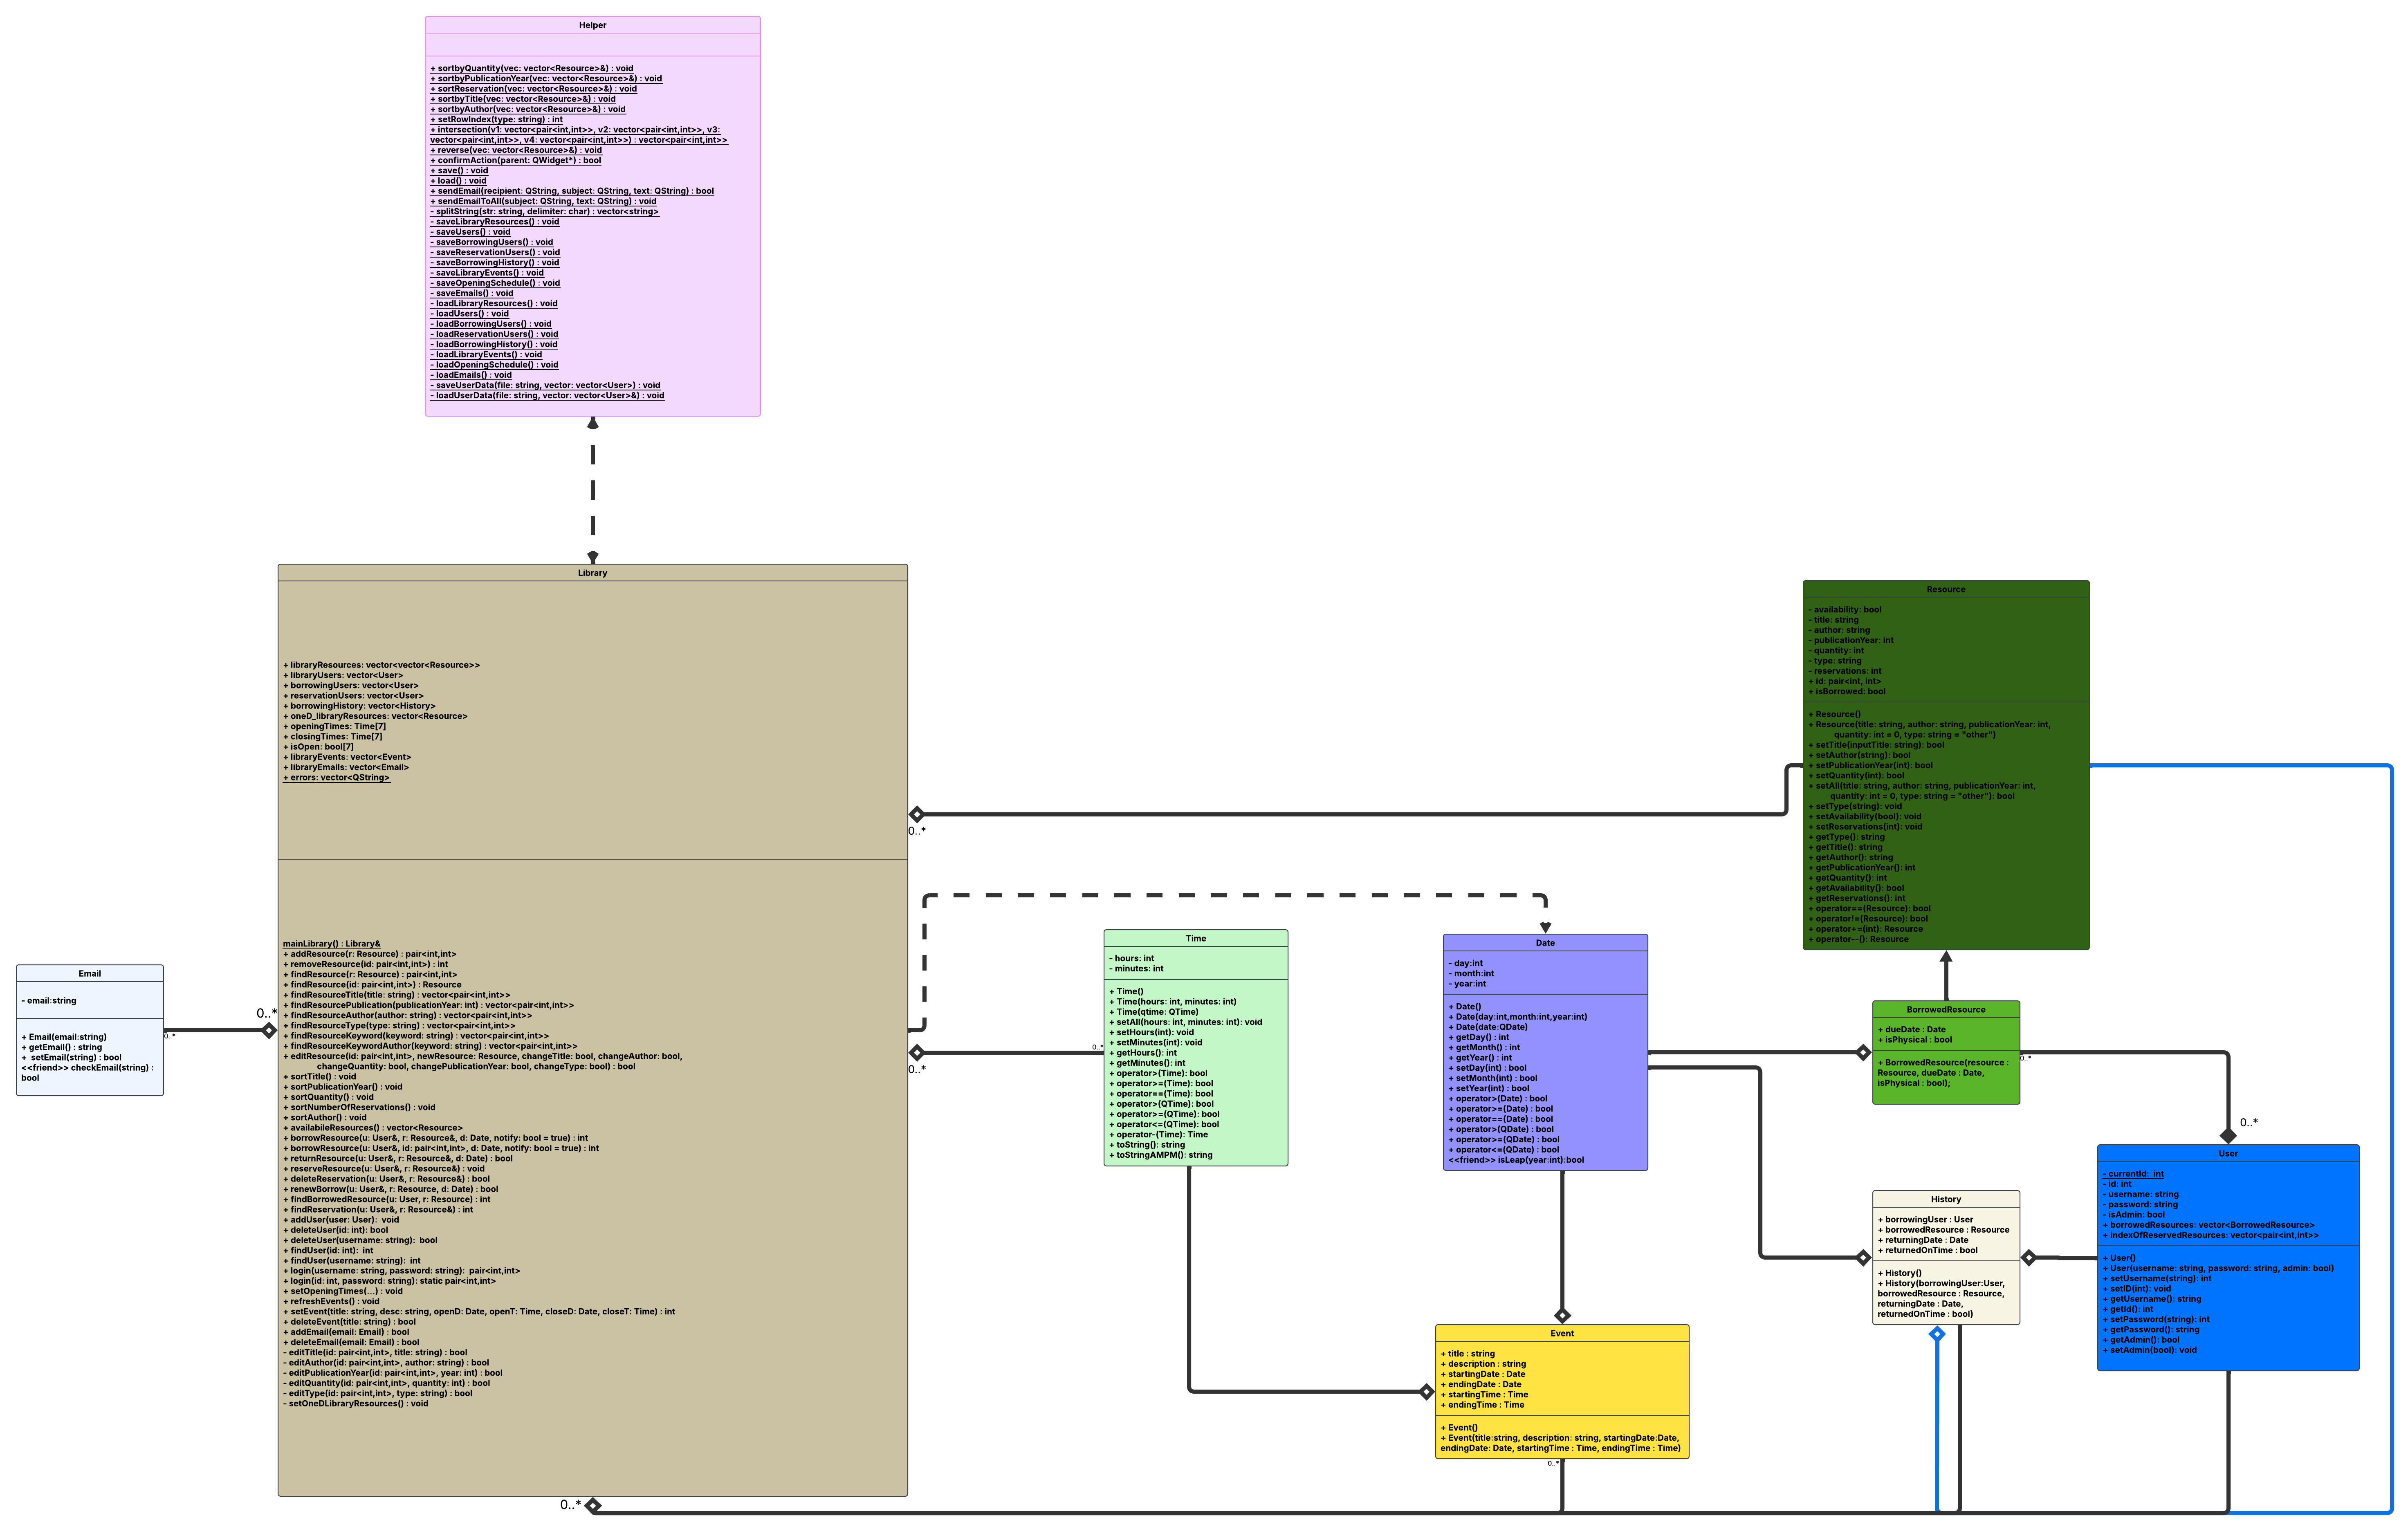 Helper
+ sortbyQuantity(vec: vector<Resource>&) : void
+ sortbyPublicationYear(vec: vector<Resource>&) : void
+ sortReservation(vec: vector<Resource>&) : void
+ sortbyTitle(vec: vector<Resource>&) : void
+ sortbyAuthor(vec: vector<Resource>&) : void
+ setRowIndex(type: string) : int
+ intersection(v1: vector<pair<int,int>>, v2: vector<pair<int,int>>, v3:
vector<pair<int,int>>, v4: vector<pair<int,int>>) : vector<pair<int,int>>
+ reverse(vec: vector<Resource>&) : void
+ confirmAction(parent: QWidget*) : bool
+ save() : void
+ load() : void
+ sendEmail(recipient: QString, subject: QString, text: QString) : bool
+ sendEmailToAll(subject: QString, text: QString) : void
- splitString(str: string, delimiter: char) : vector<string>
- saveLibraryResources() : void
- saveUsers() : void
- saveBorrowingUsers() : void
- saveReservationUsers() : void
- saveBorrowingHistory() : void
- saveLibraryEvents() : void
- saveOpeningSchedule() : void
- saveEmails() : void
- loadLibraryResources() : void
- loadUsers() : void
- loadBorrowingUsers() : void
- loadReservationUsers() : void
- loadBorrowingHistory() : void
- loadLibraryEvents() : void
- loadOpeningSchedule() : void
- loadEmails() : void
- saveUserData(file: string, vector: vector<User>) : void
- loadUserData(file: string, vector: vector<User>&) : void
Library
+ libraryResources: vector<vector<Resource>>
+ libraryUsers: vector<User>
+ borrowingUsers: vector<User>
+ reservationUsers: vector<User>
+ borrowingHistory: vector<History>
+ oneD_libraryResources: vector<Resource>
+ openingTimes: Time[7]
+ closingTimes: Time[7]
+ isOpen: bool[7]
+ libraryEvents: vector<Event>
+ libraryEmails: vector<Email>
+ errors: vector<QString>
mainLibrary() : Library&
+ addResource(r: Resource) : pair<int,int>
+ removeResource(id: pair<int,int>) : int
+ findResource(r: Resource) : pair<int,int>
+ findResource(id: pair<int,int>) : Resource
+ findResourceTitle(title: string) : vector<pair<int,int>>
+ findResourcePublication(publicationYear: int) : vector<pair<int,int>>
+ findResourceAuthor(author: string) : vector<pair<int,int>>
+ findResourceType(type: string) : vector<pair<int,int>>
+ findResourceKeyword(keyword: string) : vector<pair<int,int>>
+ findResourceKeywordAuthor(keyword: string) : vector<pair<int,int>>
+ editResource(id: pair<int,int>, newResource: Resource, changeTitle: bool, changeAuthor: bool,
changeQuantity: bool, changePublicationYear: bool, changeType: bool) : bool
+ sortTitle() : void
+ sortPublicationYear() : void
+ sortQuantity() : void
+ sortNumberOfReservations() : void
+ sortAuthor() : void
+ availabileResources() : vector<Resource>
+ borrowResource(u: User&, r: Resource&, d: Date, notify: bool = true) : int
+ borrowResource(u: User&, id: pair<int,int>, d: Date, notify: bool = true) : int
+ returnResource(u: User&, r: Resource&, d: Date) : bool
+ reserveResource(u: User&, r: Resource&) : void
+ deleteReservation(u: User&, r: Resource&) : bool
+ renewBorrow(u: User&, r: Resource, d: Date) : bool
+ findBorrowedResource(u: User, r: Resource) : int
+ findReservation(u: User&, r: Resource&) : int
+ addUser(user: User): void
+ deleteUser(id: int): bool
+ deleteUser(username: string): bool
+ findUser(id: int): int
+ findUser(username: string): int
+ login(username: string, password: string): pair<int,int>
+ login(id: int, password: string): static pair<int,int>
+ setOpeningTimes(...) : void
+ refreshEvents() : void
+ setEvent(title: string, desc: string, openD: Date, openT: Time, closeD: Date, closeT: Time) : int
+ deleteEvent(title: string) : bool
+ addEmail(email: Email) : bool
+ deleteEmail(email: Email) : bool
- editTitle(id: pair<int,int>, title: string) : bool
- editAuthor(id: pair<int,int>, author: string) : bool
- editPublicationYear(id: pair<int,int>, year: int) : bool
- editQuantity(id: pair<int,int>, quantity: int) : bool
- editType(id: pair<int,int>, type: string) : bool
- setOneDLibraryResources() : void
Email
- email:string
+ Email(email:string)
+ getEmail() : string
+ setEmail(string) : bool
<<friend>> checkEmail(string) :
bool
0..*
0..*
0..*
0..*
0..*
0..*
Time
- hours: int
- minutes: int
+ Time()
+ Time(hours: int, minutes: int)
+ Time(qtime: QTime)
+ setAll(hours: int, minutes: int): void
+ setHours(int): void
+ setMinutes(int): void
+ getHours(): int
+ getMinutes(): int
+ operator>(Time): bool
+ operator>=(Time): bool
+ operator==(Time): bool
+ operator>(QTime): bool
+ operator>=(QTime): bool
+ operator<=(QTime): bool
+ operator-(Time): Time
+ toString(): string
+ toStringAMPM(): string
Date
- day:int
- month:int
- year:int
+ Date()
+ Date(day:int,month:int,year:int)
+ Date(date:QDate)
+ getDay() : int
+ getMonth() : int
+ getYear() : int
+ setDay(int) : bool
+ setMonth(int) : bool
+ setYear(int) : bool
+ operator>(Date) : bool
+ operator>=(Date) : bool
+ operator==(Date) : bool
+ operator>(QDate) : bool
+ operator>=(QDate) : bool
+ operator<=(QDate) : bool
<<friend>> isLeap(year:int):bool
Event
+ title : string
+ description : string
+ startingDate : Date
+ endingDate : Date
+ startingTime : Time
+ endingTime : Time
+ Event()
+ Event(title:string, description: string, startingDate:Date,
endingDate: Date, startingTime : Time, endingTime : Time)
0..*
Resource
- availability: bool
- title: string
- author: string
- publicationYear: int
- quantity: int
- type: string
- reservations: int
+ id: pair<int, int>
+ isBorrowed: bool
+ Resource()
+ Resource(title: string, author: string, publicationYear: int,
quantity: int = 0, type: string = "other")
+ setTitle(inputTitle: string): bool
+ setAuthor(string): bool
+ setPublicationYear(int): bool
+ setQuantity(int): bool
+ setAll(title: string, author: string, publicationYear: int,
quantity: int = 0, type: string = "other"): bool
+ setType(string): void
+ setAvailability(bool): void
+ setReservations(int): void
+ getType(): string
+ getTitle(): string
+ getAuthor(): string
+ getPublicationYear(): int
+ getQuantity(): int
+ getAvailability(): bool
+ getReservations(): int
+ operator==(Resource): bool
+ operator!=(Resource): bool
+ operator+=(int): Resource
+ operator--(): Resource
BorrowedResource
+ dueDate : Date
+ isPhysical : bool
+ BorrowedResource(resource :
Resource, dueDate : Date,
isPhysical : bool);
0..*
0..*
History
+ borrowingUser : User
+ borrowedResource : Resource
+ returningDate : Date
+ returnedOnTime : bool
+ History()
+ History(borrowingUser:User,
borrowedResource : Resource,
returningDate : Date,
returnedOnTime : bool)
User
- currentId: int
- id: int
- username: string
- password: string
- isAdmin: bool
+ borrowedResources: vector<BorrowedResource>
+ indexOfReservedResources: vector<pair<int,int>>
+ User()
+ User(username: string, password: string, admin: bool)
+ setUsername(string): int
+ setID(int): void
+ getUsername(): string
+ getId(): int
+ setPassword(string): int
+ getPassword(): string
+ getAdmin(): bool
+ setAdmin(bool): void